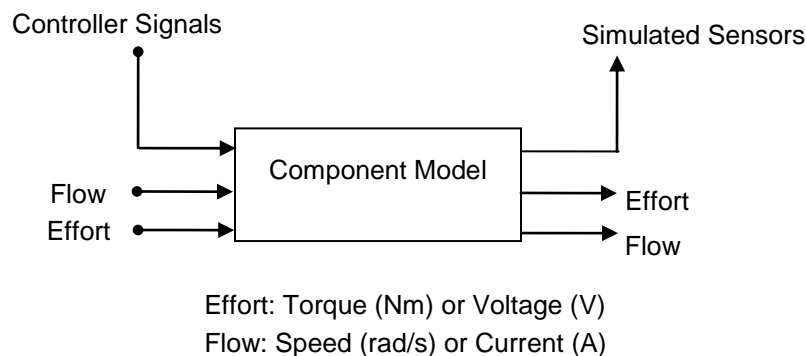 Controller Signals
Simulated Sensors
Component Model
Flow
Effort
Effort
Flow
Effort: Torque (Nm) or Voltage (V)
Flow: Speed (rad/s) or Current (A)